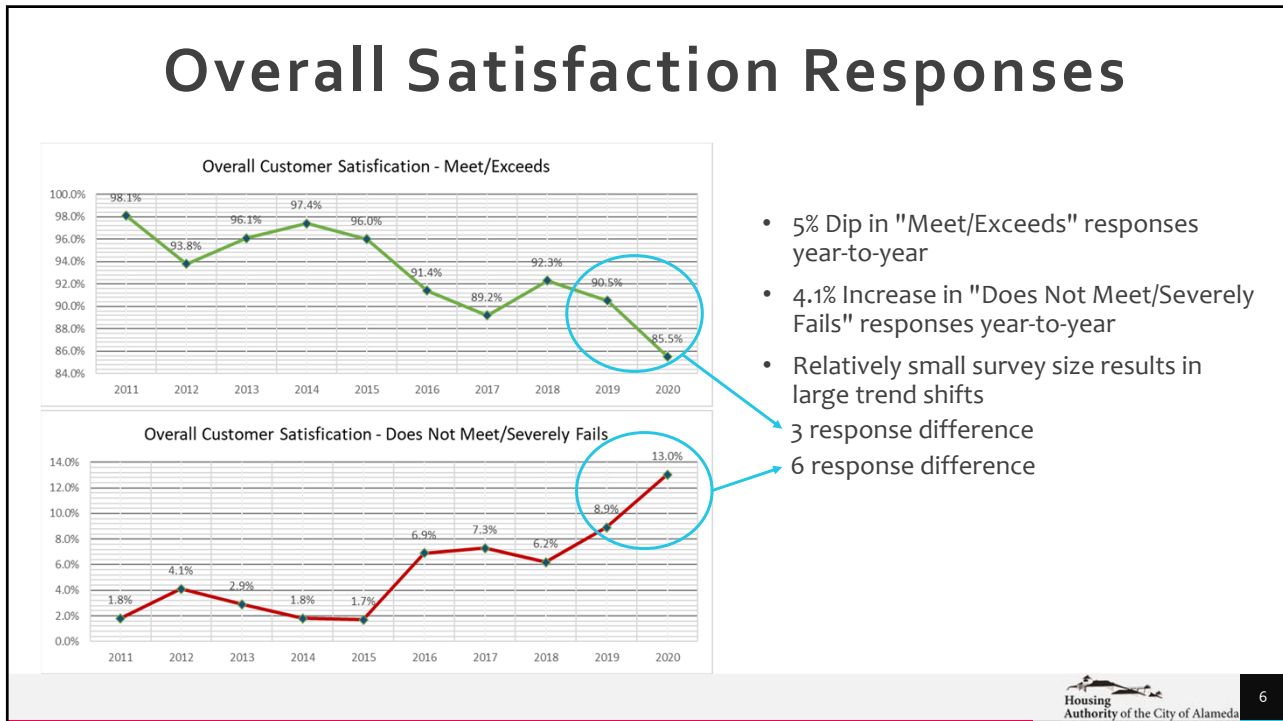 Overall Satisfaction Responses
Overall Customer Satisfication - Meet/Exceeds
100.0%
98.0%
96.0%
94.0%
92.0%
90.0%
88.0%
86.0%
84.0%
98.1%
93.8%
96.1%
97.4%
96.0%
91.4%
89.2%
92.3%
90.5%
85.5%
2011 2012 2013 2014 2015 2016 2017 2018 2019 2020
Overall Customer Satisfication - Does Not Meet/Severely Fails
14.0%
12.0%
10.0%
8.0%
6.0%
4.0%
2.0%
0.0%
1.8%
4.1%
2.9%
1.8%
1.7%
6.9%
7.3%
6.2%
8.9%
13.0%
2011 2012 2013 2014 2015 2016 2017 2018 2019 2020
• 5% Dip in "Meet/Exceeds" responses
year-to-year
• 4.1% Increase in "Does Not Meet/Severely
Fails" responses year-to-year
• Relatively small survey size results in
large trend shifts
3 response difference
6 response difference
Housing
Authority of the City of Alameda
6